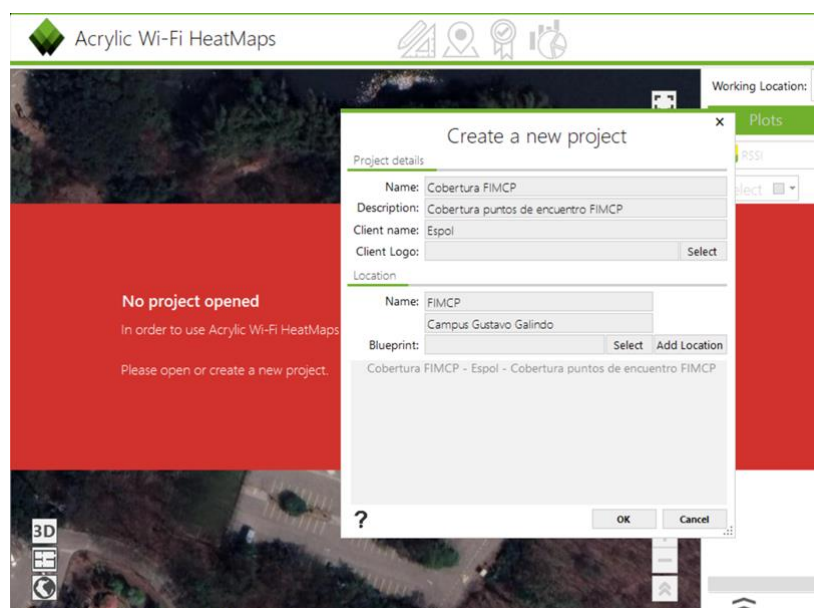 Acrylic Wi-Fi HeatMaps
Working Location:
Plots
RSSI
Create a new project
Project details
Name: Cobertura FIMCP
Description: Cobertura puntos de encuentro FIMCP
Client name: Espol
Client Logo: Select
Location
Name: FIMCP
Campus Gustavo Galindo
Blueprint: Select Add Location
Cobertura FIMCP - Espol - Cobertura puntos de encuentro FIMCP
No project opened
In order to use Acrylic Wi-Fi HeatMaps
Please open or create a new project.
? OK Cancel
3D